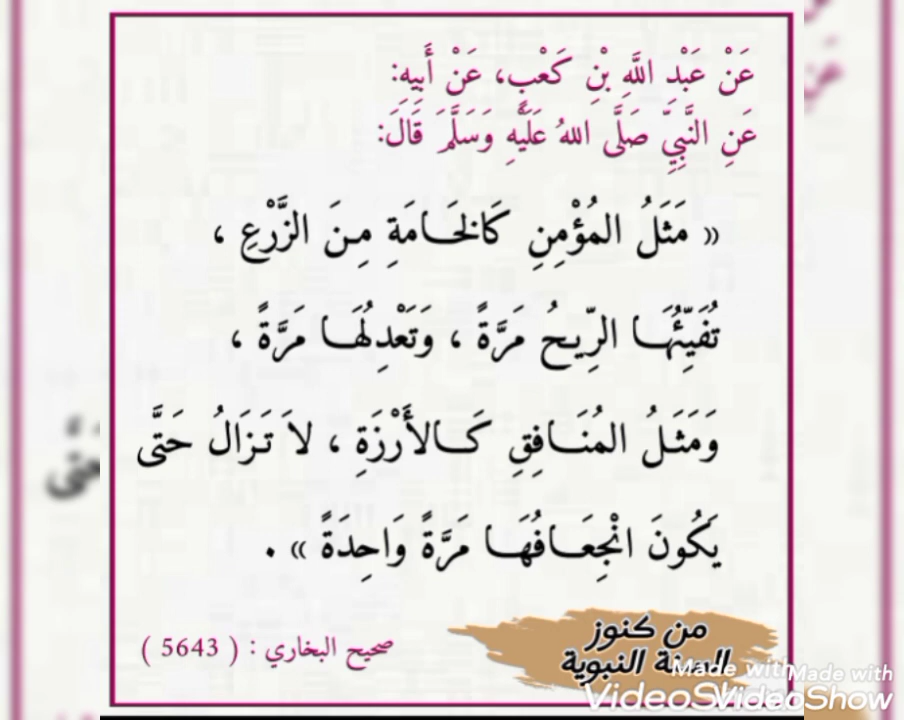 عَنْ عَبْدِ اللَّهِ بْنِ كَعْبٍ، عَنْ أَبِيهِ:
عَنِ النَّبِيِّ صَلَّى اللهُ عَلَيْهِ وَسَلَّمَ قَالَ:
« مَثَلُ المُؤْمِنِ كَالخَامَةِ مِنَ الزَّرْعِ ،
تُفَيِّئُهَا الرِّيحُ مَرَّةً ، وَتَعْدِلُهَا مَرَّةً ،
وَمَثَلُ المُنَافِقِ كَالأَرْزَةِ ، لاَ تَزَالُ حَتَّى
يَكُونَ انْجِعَافُهَا مَرَّةً وَاحِدَةً » .
من كنوز
السنة النبوية
صحيح البخاري : ( 5643 )
Made with
VideoShow